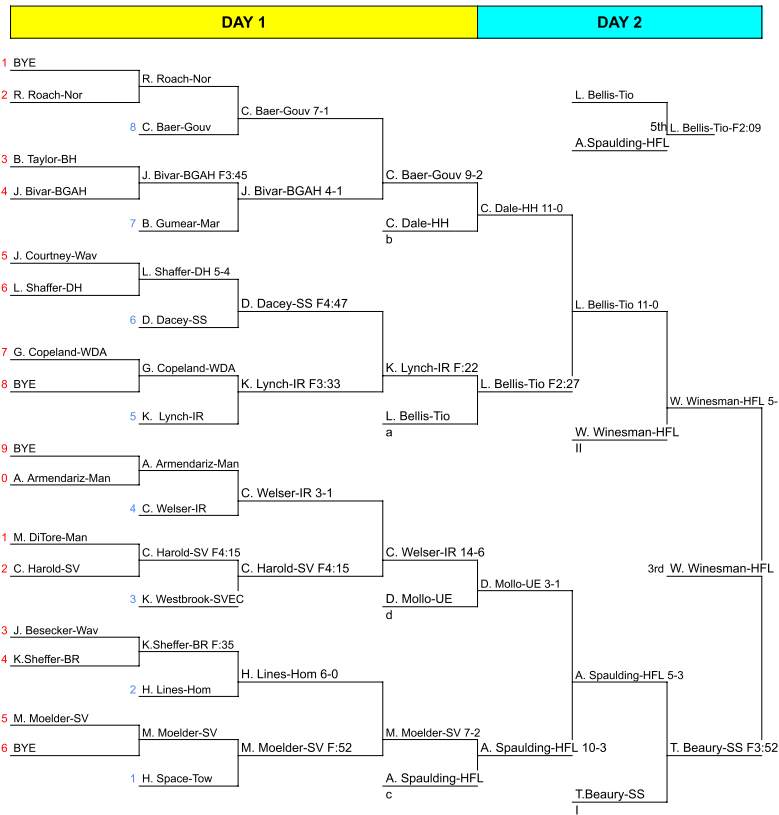 DAY 1
DAY 2
1 BYE
R. Roach-Nor
2 R. Roach-Nor
L. Bellis-Tio
C. Baer-Gouv 7-1
8 C. Baer-Gouv
5th L. Bellis-Tio-F2:09
A.Spaulding-HFL
3 B. Taylor-BH
J. Bivar-BGAH F3:45
C. Baer-Gouv 9-2
4 J. Bivar-BGAH
J. Bivar-BGAH 4-1
C. Dale-HH 11-0
7 B. Gumear-Mar
C. Dale-HH
b
5 J. Courtney-Wav
L. Shaffer-DH 5-4
6 L. Shaffer-DH
D. Dacey-SS F4:47
L. Bellis-Tio 11-0
6 D. Dacey-SS
7 G. Copeland-WDA
G. Copeland-WDA
K. Lynch-IR F:22
8 BYE
K. Lynch-IR F3:33
L. Bellis-Tio F2:27
W. Winesman-HFL 5-
5 K. Lynch-IR
L. Bellis-Tio
a
W. Winesman-HFL
II
9 BYE
A. Armendariz-Man
0 A. Armendariz-Man
C. Welser-IR 3-1
4 C. Welser-IR
1 M. DiTore-Man
C. Harold-SV F4:15
C. Welser-IR 14-6
2 C. Harold-SV
C. Harold-SV F4:15
3rd W. Winesman-HFL
D. Mollo-UE 3-1
3 K. Westbrook-SVEC
D. Mollo-UE
d
3 J. Besecker-Wav
K.Sheffer-BR F:35
4 K.Sheffer-BR
H. Lines-Hom 6-0
A. Spaulding-HFL 5-3
2 H. Lines-Hom
5 M. Moelder-SV
M. Moelder-SV
M. Moelder-SV 7-2
6 BYE
M. Moelder-SV F:52
A. Spaulding-HFL 10-3
T. Beaury-SS F3:52
1 H. Space-Tow
A. Spaulding-HFL
c
T.Beaury-SS
I